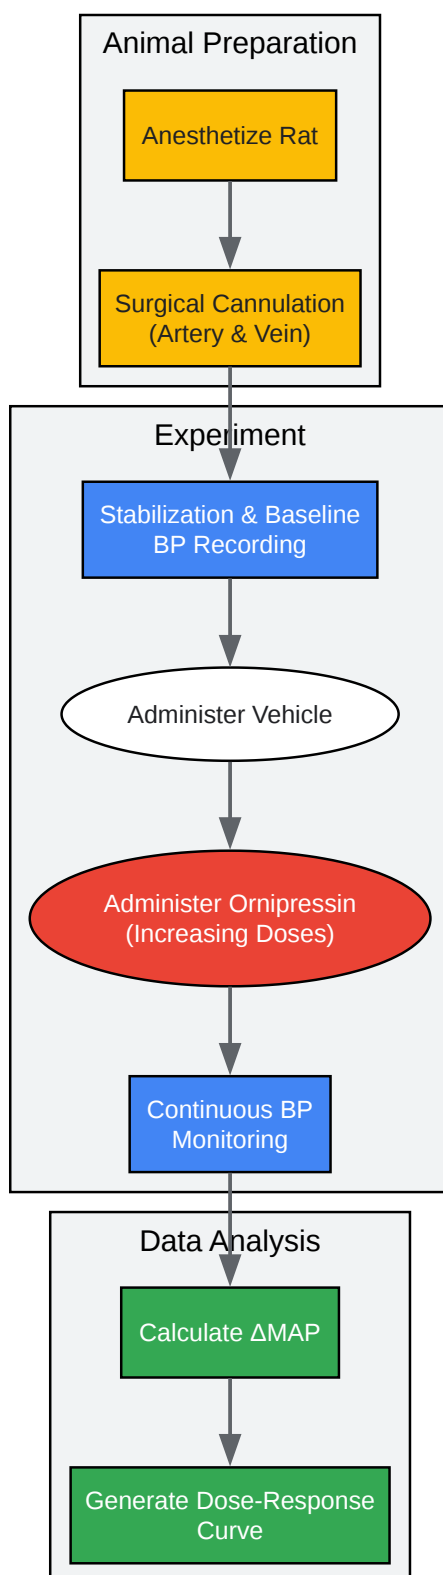 Animal Preparation
Anesthetize Rat
Surgical Cannulation
(Artery & Vein)
Experiment
Stabilization & Baseline
BP Recording
Administer Vehicle
Administer Ornipressin
(Increasing Doses)
Continuous BP
Monitoring
Data Analysis
Calculate ΔMAP
Generate Dose-Response
Curve